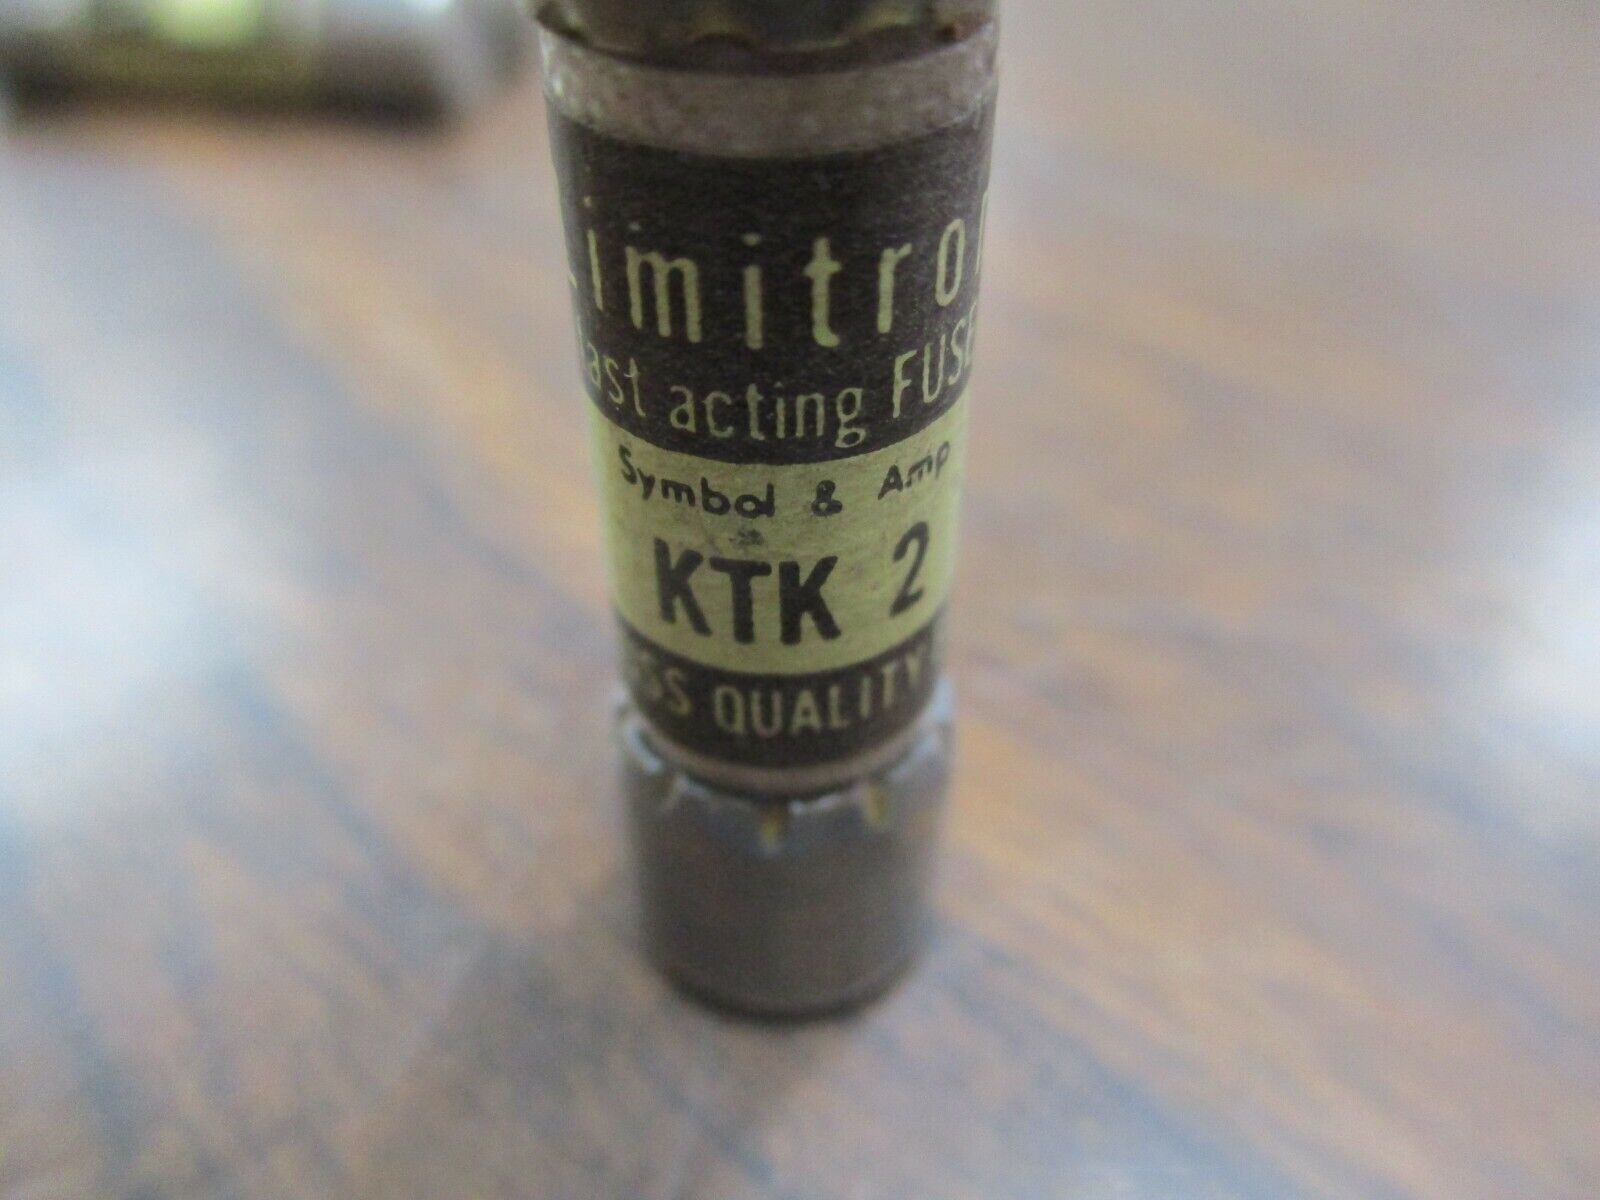 Limitron
fast acting FUSE
Symbol & Amp
KTK 2
QUALITY